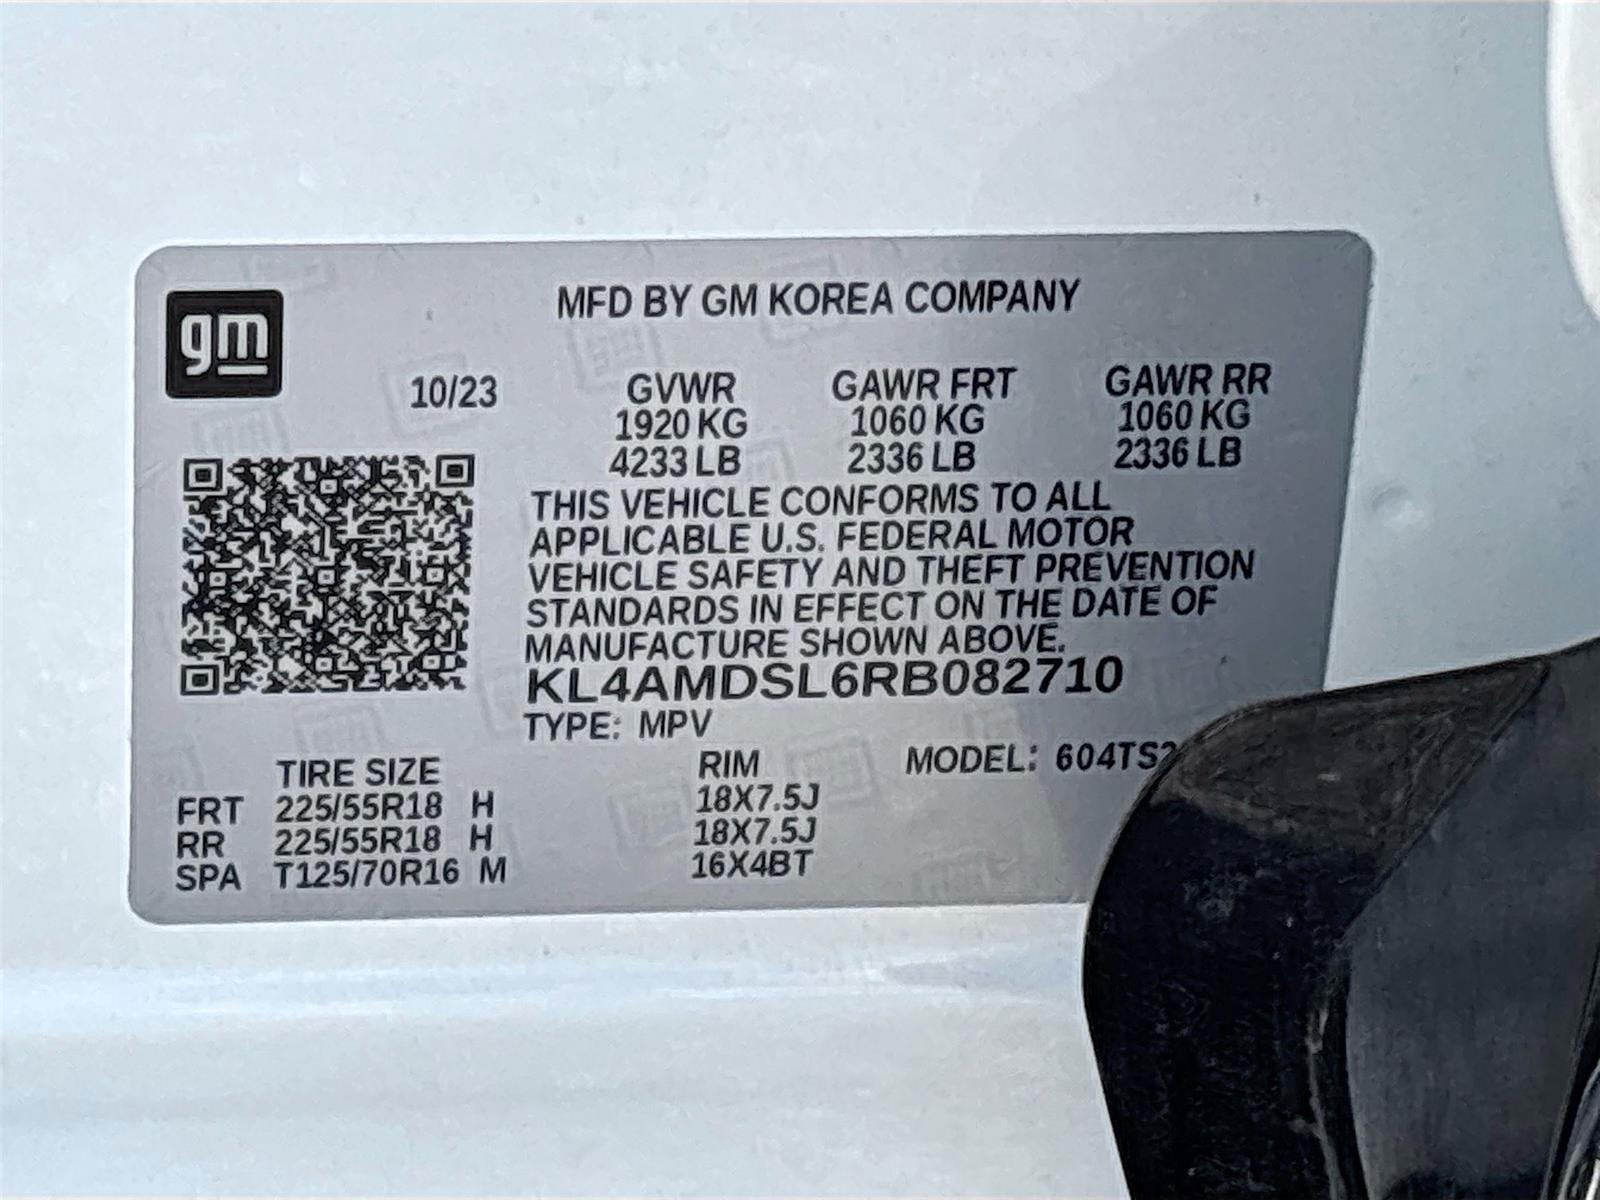 gm
MFD BY GM KOREA COMPANY
10/23 GVWR GAWR FRT GAWR RR
1920 KG 1060 KG 1060 KG
4233 LB 2336 LB 2336 LB
THIS VEHICLE CONFORMS TO ALL
APPLICABLE U.S. FEDERAL MOTOR
VEHICLE SAFETY AND THEFT PREVENTION
STANDARDS IN EFFECT ON THE DATE OF
MANUFACTURE SHOWN ABOVE.
KL4AMDSL6RB082710
TYPE: MPV
TIRE SIZE RIM MODEL:
FRT 225/55R18 H 18X7.5J
RR 225/55R18 H 18X7.5J
SPA T125/70R16 M 16X4BT